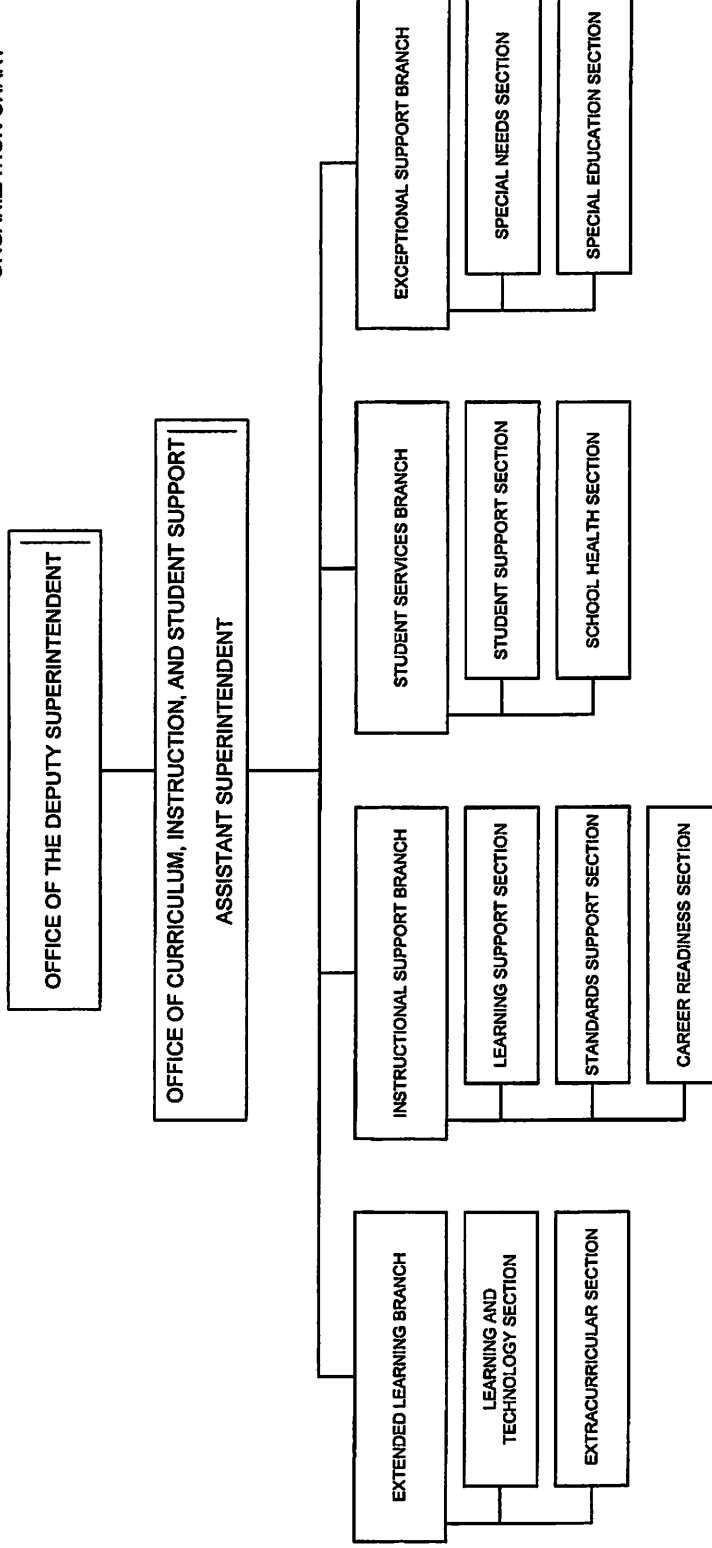 ORGANIZATION CHART
OFFICE OF THE DEPUTY SUPERINTENDENT
OFFICE OF CURRICULUM, INSTRUCTION, AND STUDENT SUPPORT
ASSISTANT SUPERINTENDENT
EXTENDED LEARNING BRANCH
LEARNING AND
TECHNOLOGY SECTION
EXTRACURRICULAR SECTION
INSTRUCTIONAL SUPPORT BRANCH
LEARNING SUPPORT SECTION
STANDARDS SUPPORT SECTION
CAREER READINESS SECTION
STUDENT SERVICES BRANCH
STUDENT SUPPORT SECTION
SCHOOL HEALTH SECTION
EXCEPTIONAL SUPPORT BRANCH
SPECIAL NEEDS SECTION
SPECIAL EDUCATION SECTION